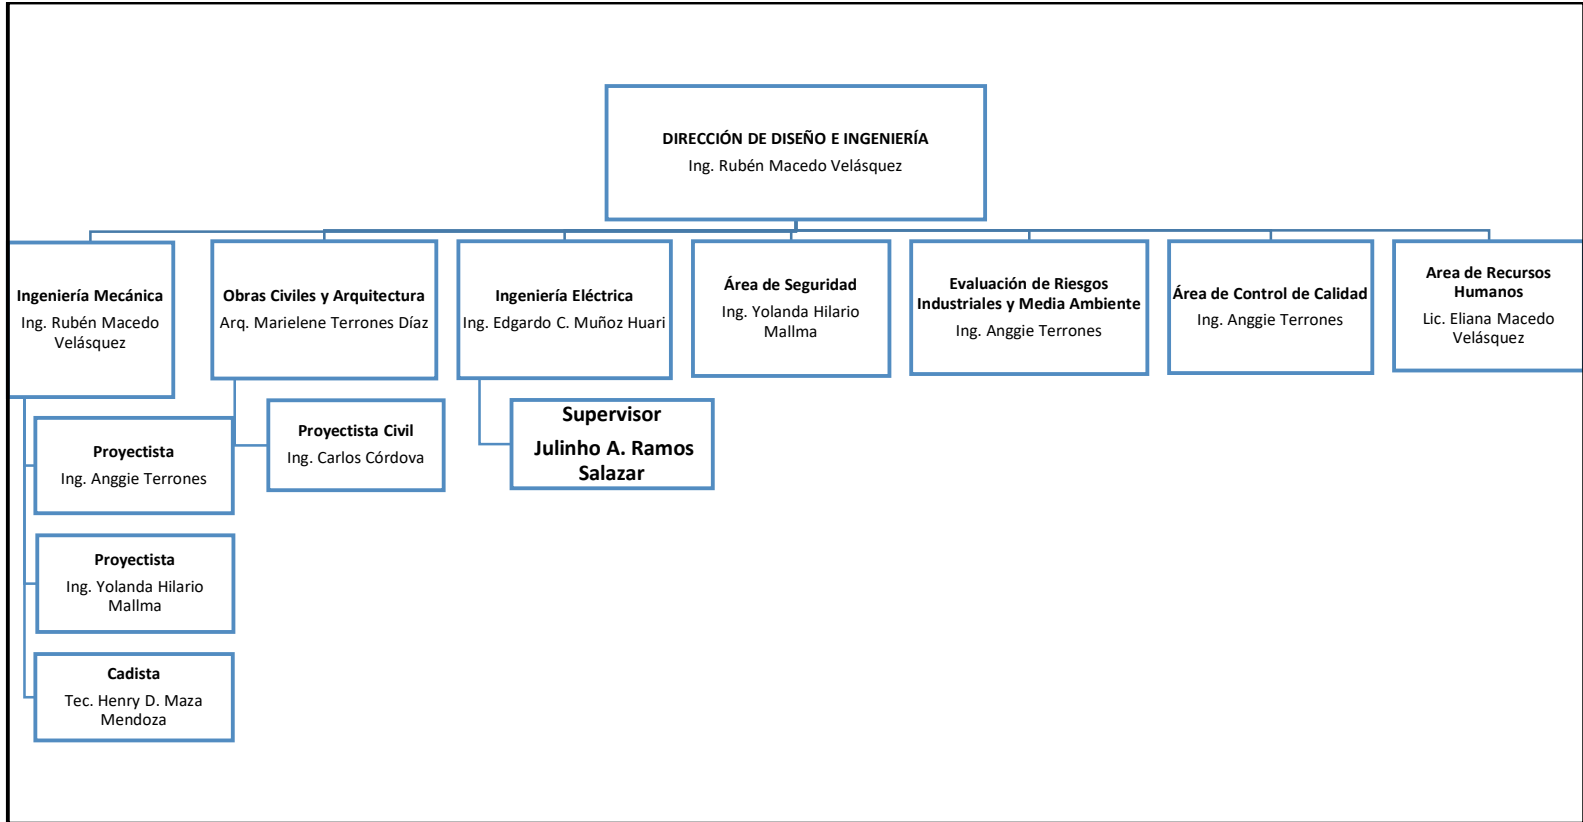 DIRECCIÓN DE DISEÑO E INGENIERÍA
Ing. Rubén Macedo Velásquez
Ingeniería Mecánica
Ing. Rubén Macedo
Velásquez
Obras Civiles y Arquitectura
Arq. Marielene Terrones Díaz
Ingeniería Eléctrica
Ing. Edgardo C. Muñoz Huari
Área de Seguridad
Ing. Yolanda Hilario
Mallma
Evaluación de Riesgos
Industriales y Media Ambiente
Ing. Anggie Terrones
Área de Control de Calidad
Ing. Anggie Terrones
Area de Recursos
Humanos
Lic. Eliana Macedo
Velásquez
Proyectista
Ing. Anggie Terrones
Proyectista Civil
Ing. Carlos Córdova
Supervisor
Julinho A. Ramos
Salazar
Proyectista
Ing. Yolanda Hilario
Mallma
Cadista
Tec. Henry D. Maza
Mendoza